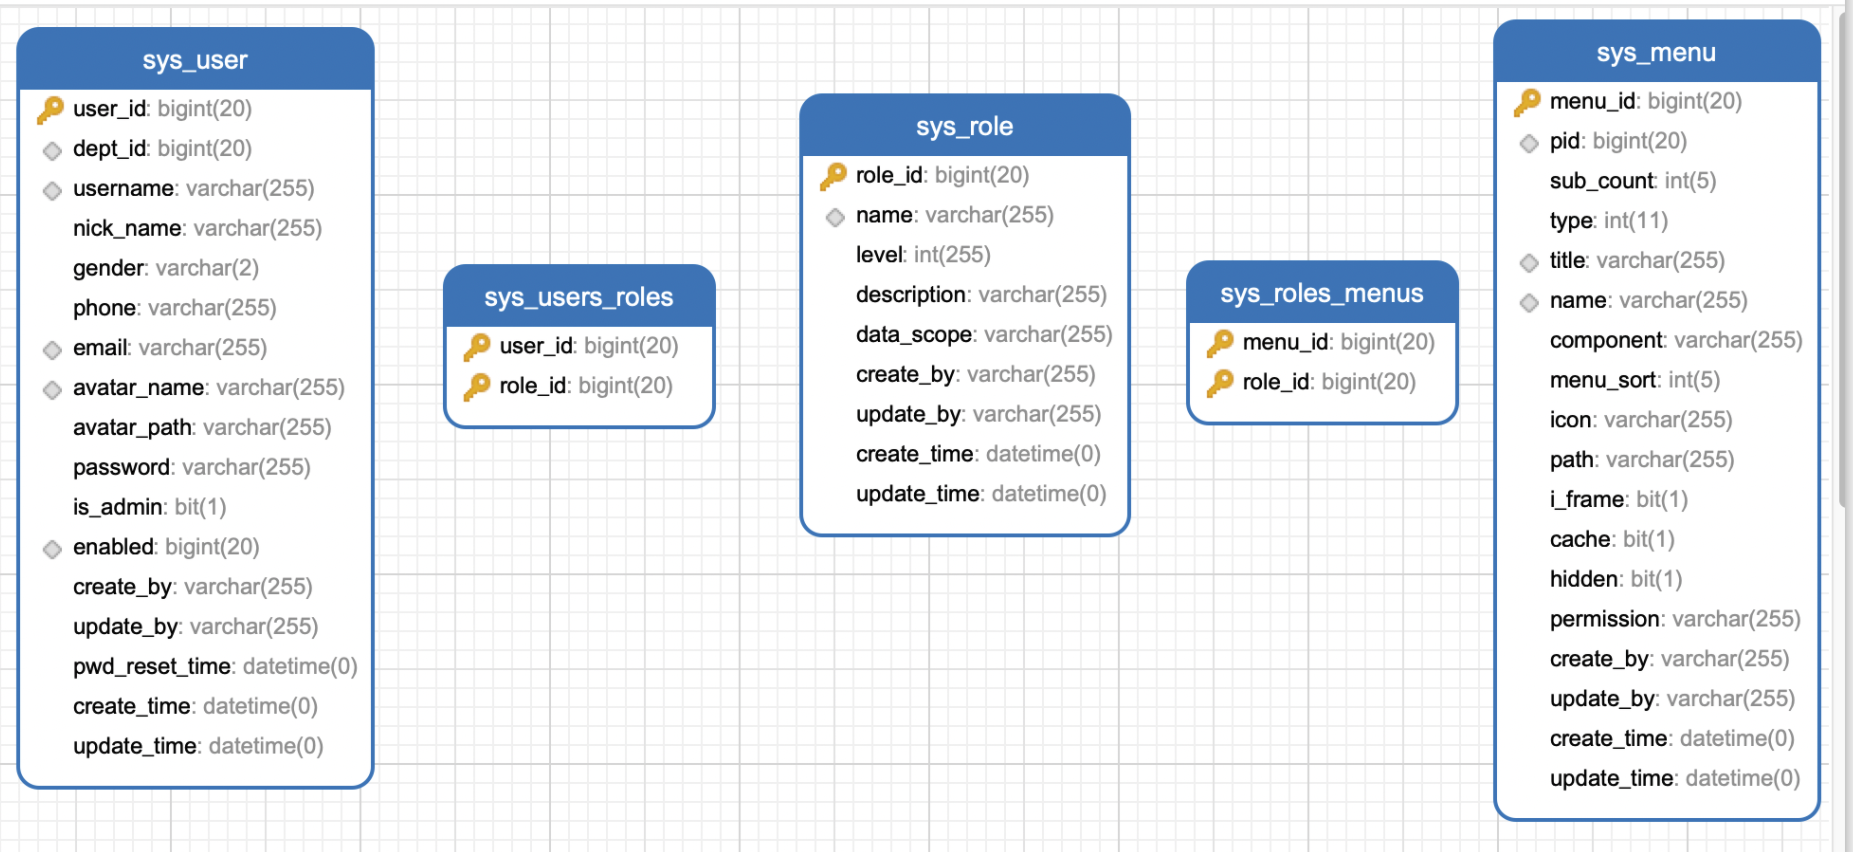 sys_user
user_id: bigint(20)
dept_id: bigint(20)
username: varchar(255)
nick_name: varchar(255)
gender: varchar(2)
phone: varchar(255)
email: varchar(255)
avatar_name: varchar(255)
avatar_path: varchar(255)
password: varchar(255)
is_admin: bit(1)
enabled: bigint(20)
create_by: varchar(255)
update_by: varchar(255)
pwd_reset_time: datetime(0)
create_time: datetime(0)
update_time: datetime(0)
sys_users_roles
user_id: bigint(20)
role_id: bigint(20)
sys_role
role_id: bigint(20)
name: varchar(255)
level: int(255)
description: varchar(255)
data_scope: varchar(255)
create_by: varchar(255)
update_by: varchar(255)
create_time: datetime(0)
update_time: datetime(0)
sys_roles_menus
menu_id: bigint(20)
role_id: bigint(20)
sys_menu
menu_id: bigint(20)
pid: bigint(20)
sub_count: int(5)
type: int(11)
title: varchar(255)
name: varchar(255)
component: varchar(255)
menu_sort: int(5)
icon: varchar(255)
path: varchar(255)
i_frame: bit(1)
cache: bit(1)
hidden: bit(1)
permission: varchar(255)
create_by: varchar(255)
update_by: varchar(255)
create_time: datetime(0)
update_time: datetime(0)